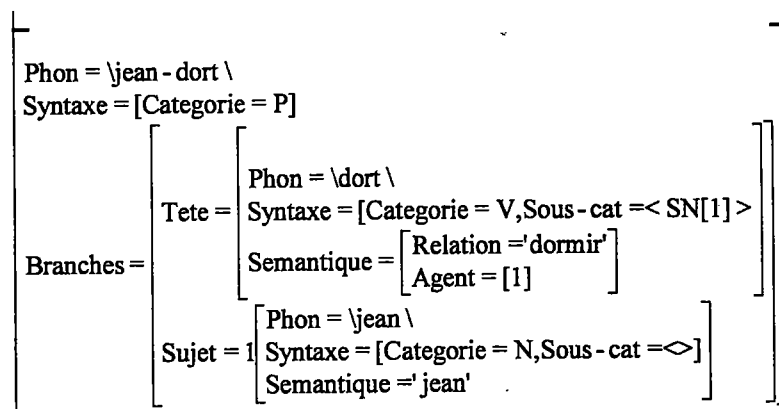 Phon = \jean - dort \
Syntaxe = [Categorie = P]
Phon = \dort \
Tete =
Syntaxe = [Categorie = V,Sous - cat =< SN[1] >
Semantique = [Relation ='dormir'
Agent = [1]
Branches =
Phon = \jean \
Sujet = 1
Syntaxe = [Categorie = N,Sous - cat =<>]
Semantique =' jean'